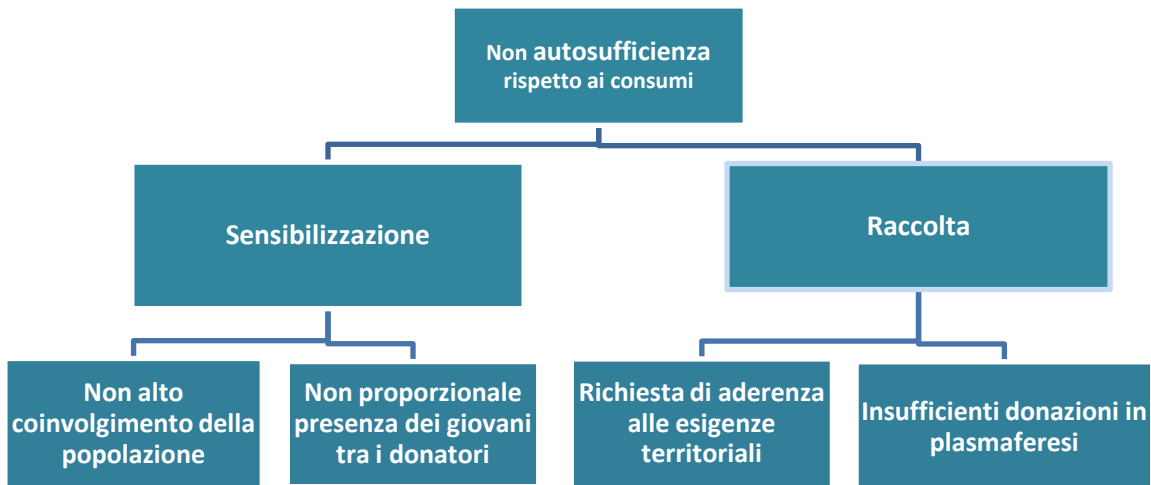 Non autosufficienza
rispetto ai consumi
Sensibilizzazione
Raccolta
Non alto
coinvolgimento della
popolazione
Non proporzionale
presenza dei giovani
tra i donatori
Richiesta di aderenza
alle esigenze
territoriali
Insufficienti donazioni in
plasmaferesi